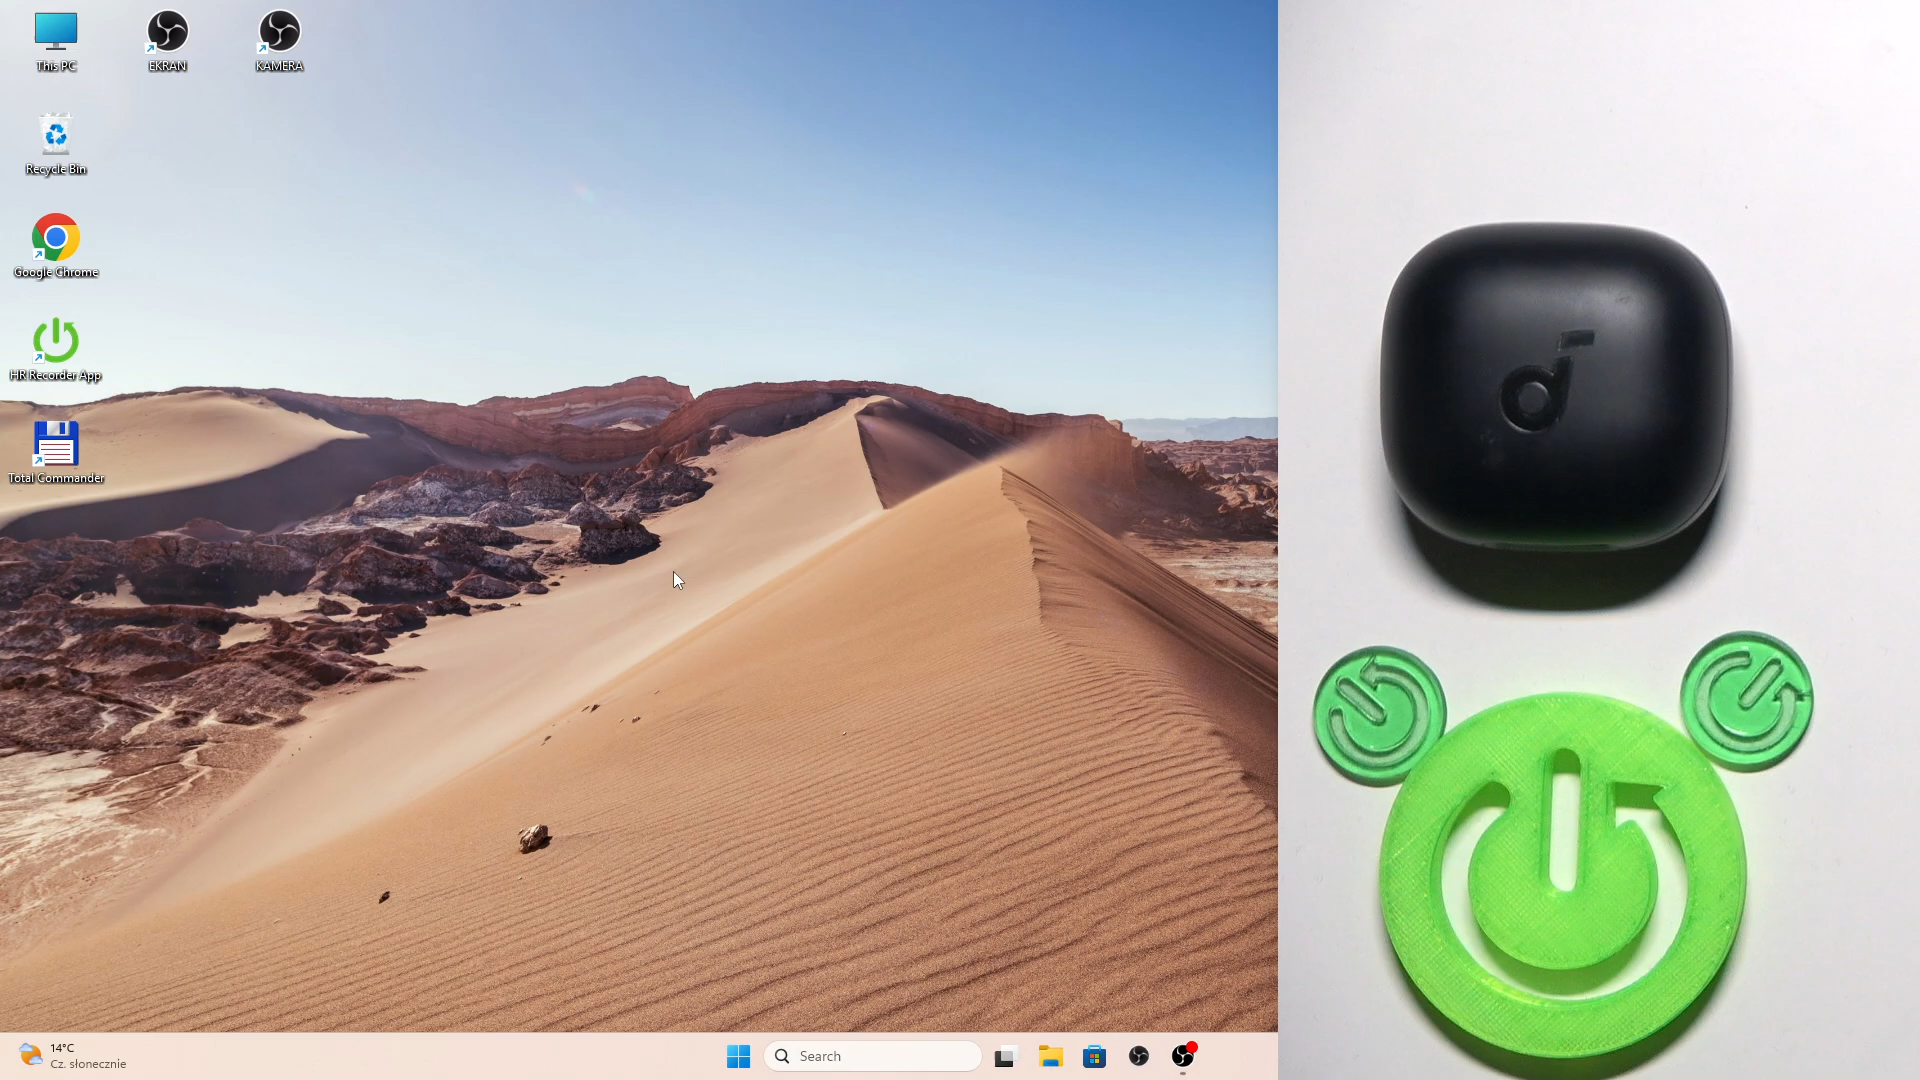 This PC
EKRAN
KAMERA
Recycle Bin
Google Chrome
HR Recorder App
Total Commander
14°C
Cz. słonecznie
Search